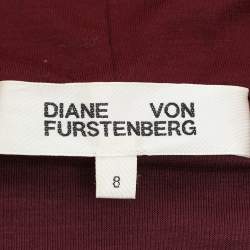 DIANE VON
FURSTENBERG
8